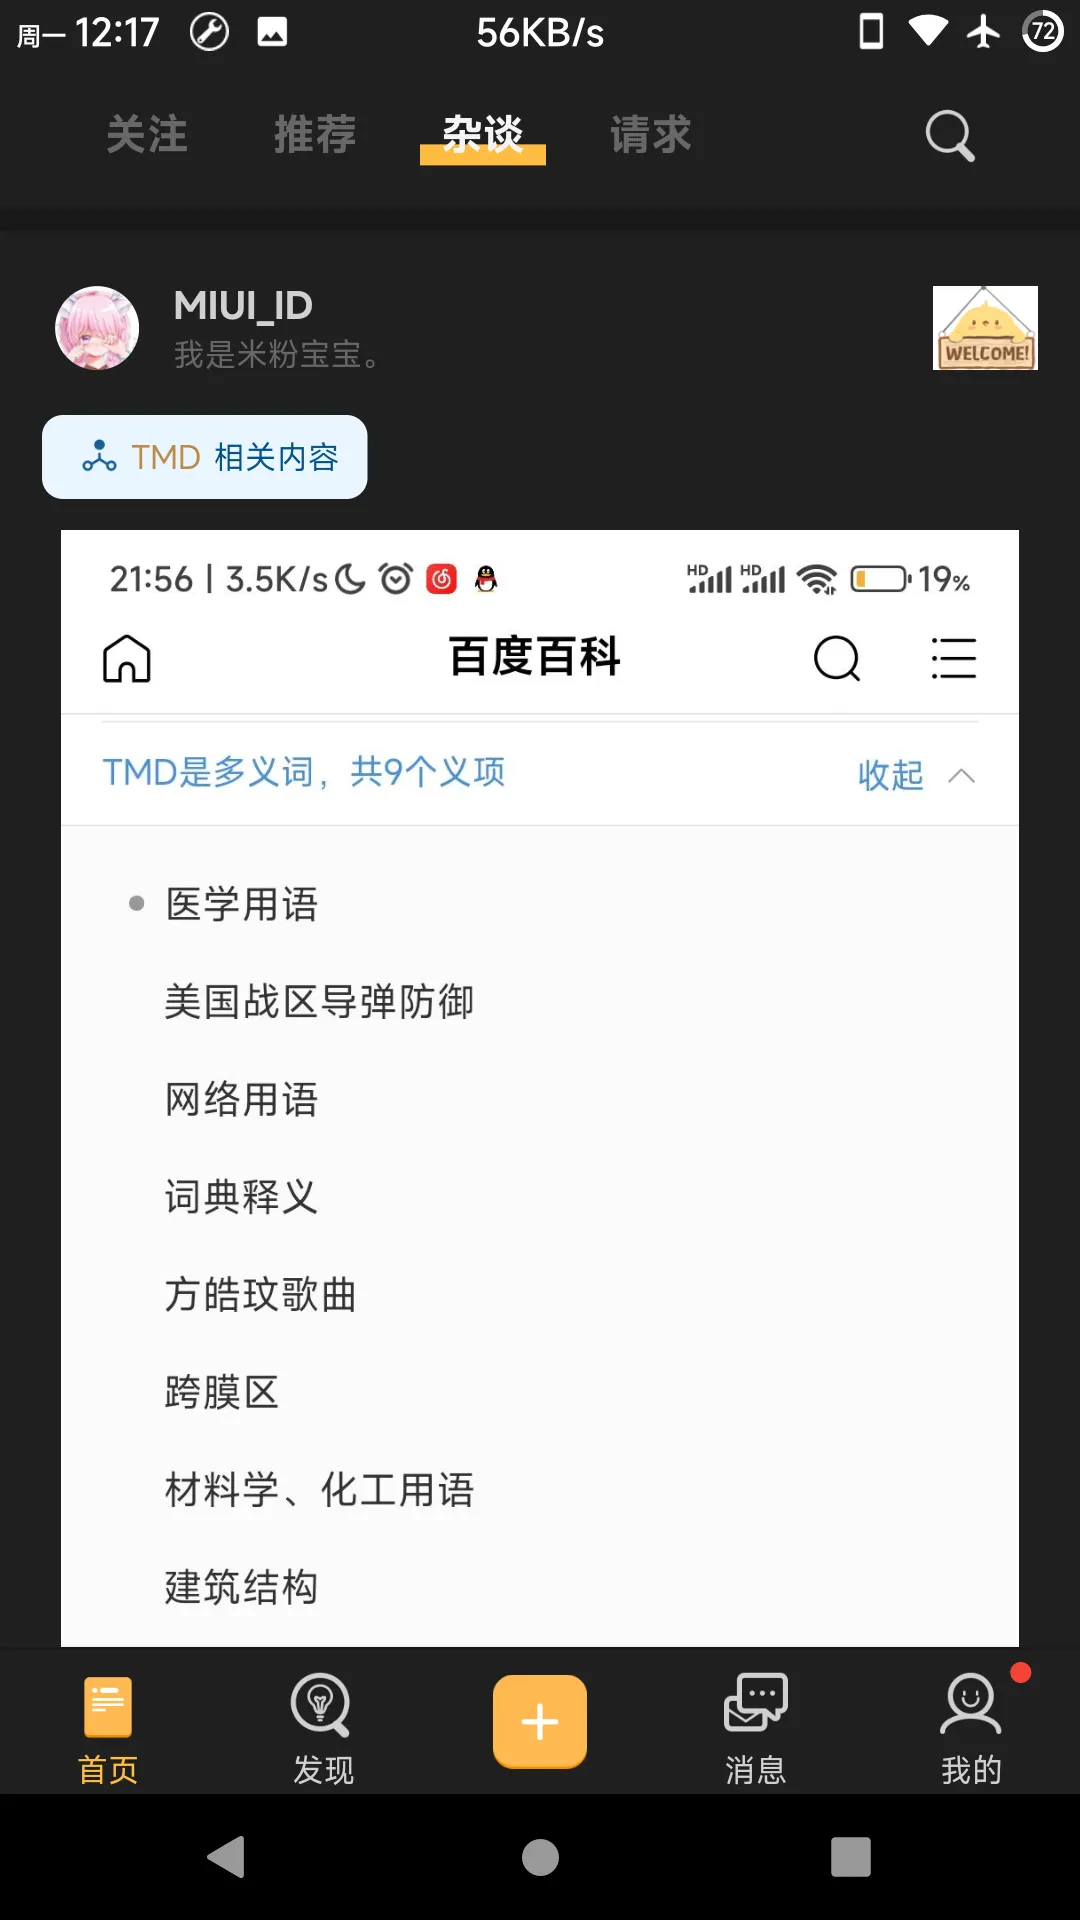 周一 12:17 56KB/s 72
关注 推荐 杂谈 请求
MIUI_ID
我是米粉宝宝。
WELCOME!
TMD 相关内容
21:56 | 3.5K/s HD HD 19%
百度百科
TMD是多义词，共9个义项 收起
医学用语
美国战区导弹防御
网络用语
词典释义
方皓玟歌曲
跨膜区
材料学、化工用语
建筑结构
首页 发现 消息 我的